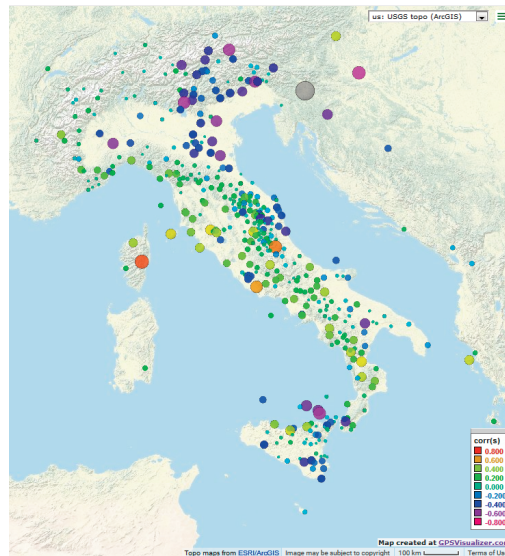 us: USGS topo (ArcGIS)
corr(s)
0.800
0.600
0.400
0.200
0.000
-0.200
-0.400
-0.600
-0.800
Map created at GPSVisualizer.com
Topo maps from ESRI/ArcGIS Image may be subject to copyright 100 km Terms of Use